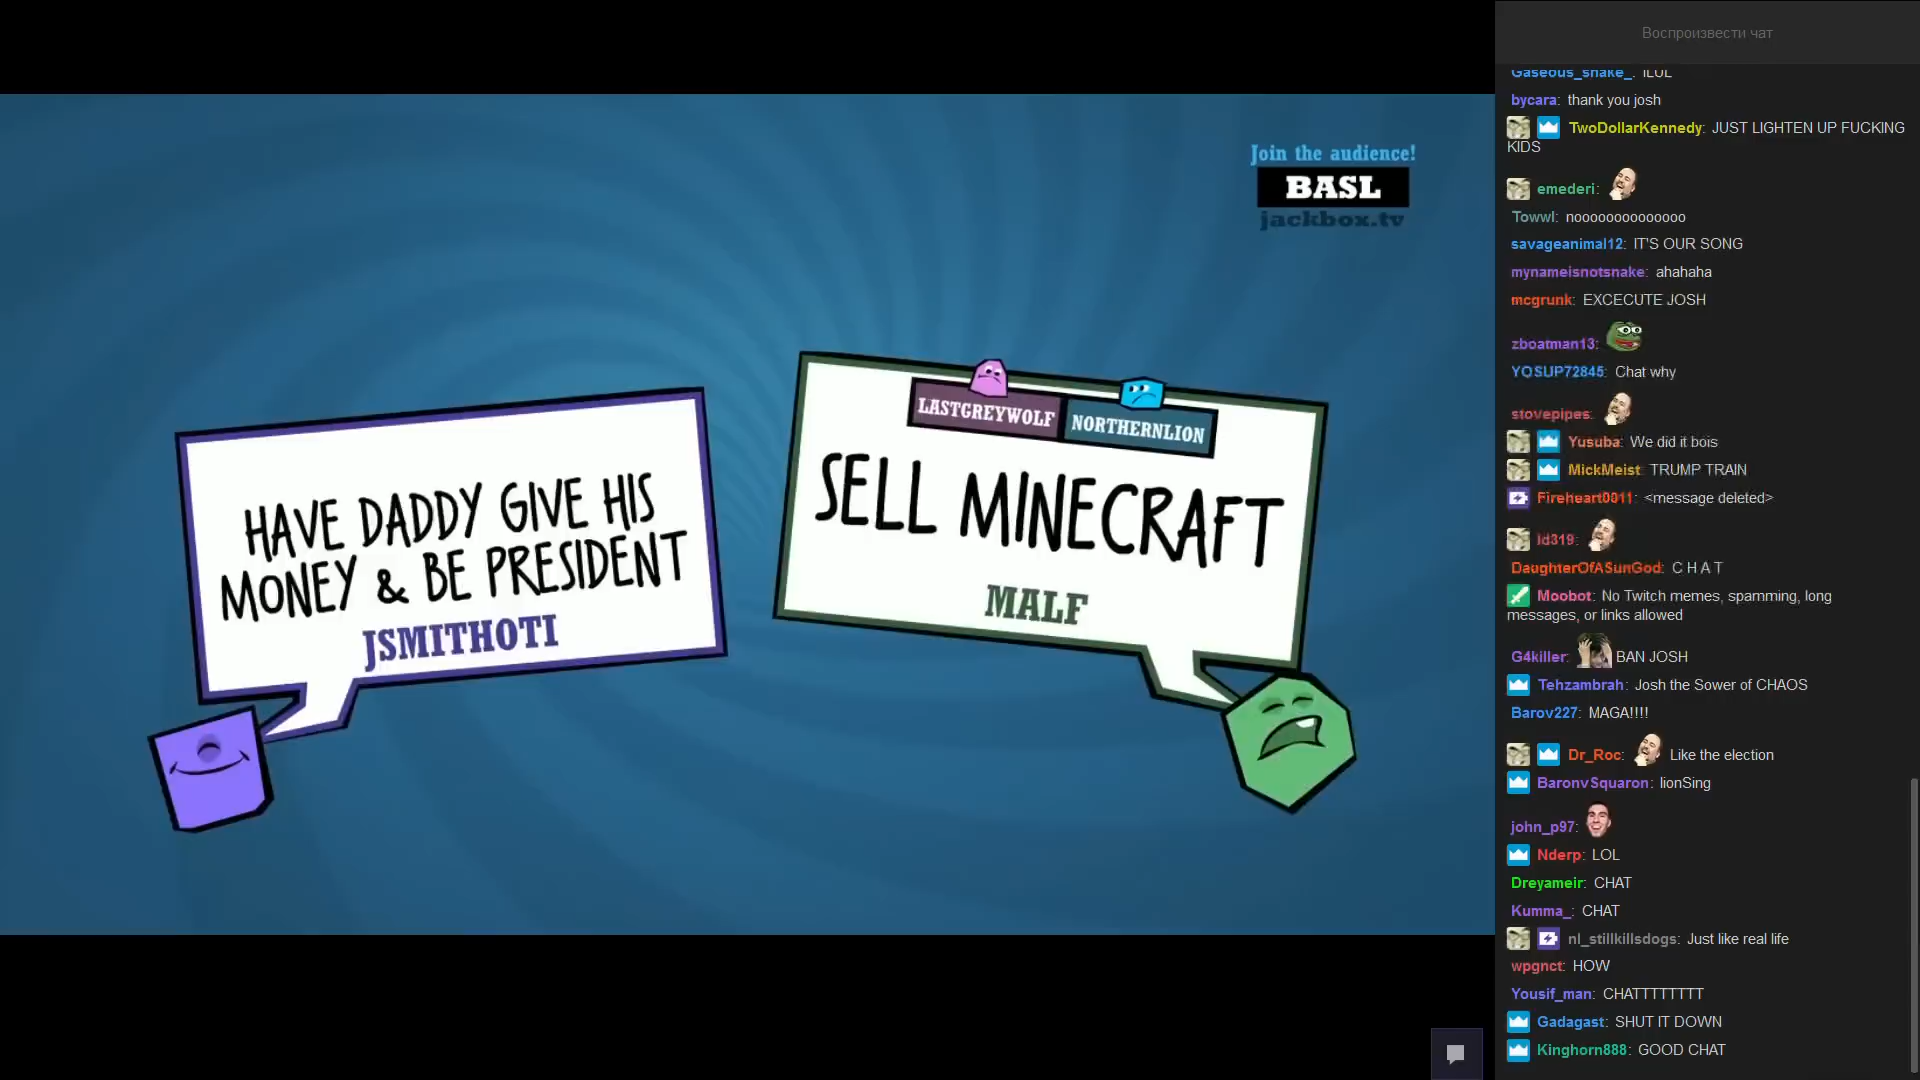 Join the audience!
BASL
jackbox.tv
HAVE DADDY GIVE HIS
MONEY & BE PRESIDENT
JSMITHOTI
LASTGREYWOLF
NORTHERNLION
SELL MINECRAFT
MALF
Воспроизвести чат
Gaseous_snake_: lLUL
bycara: thank you josh
TwoDollarKennedy: JUST LIGHTEN UP FUCKING
KIDS
emederi:
Towwl: noooooooooooooo
savageanimal12: IT'S OUR SONG
mynameisnotsnake: ahahaha
mcgrunk: EXCECUTE JOSH
zboatman13:
YOSUP72845: Chat why
stovepipes:
Yusuba: We did it bois
MickMeist: TRUMP TRAIN
Fireheart0011: <message deleted>
ld319:
DaughterOfASunGod: C H A T
Moobot: No Twitch memes, spamming, long
messages, or links allowed
G4killer: BAN JOSH
Tehzambrah: Josh the Sower of CHAOS
Barov227: MAGA!!!!
Dr_Roc: Like the election
BaronvSquaron: lionSing
john_p97:
Nderp: LOL
Dreyameir: CHAT
Kumma_: CHAT
nl_stillkillsdogs: Just like real life
wpgnct: HOW
Yousif_man: CHATTTTTTTT
Gadagast: SHUT IT DOWN
Kinghorn888: GOOD CHAT